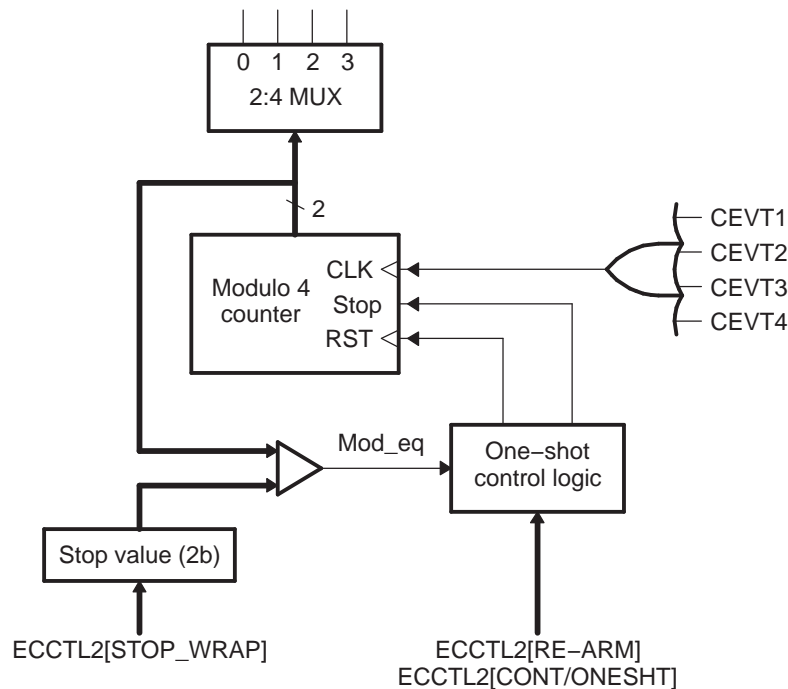 0 1 2 3
2:4 MUX
2
CEVT1
CEVT2
CEVT3
CEVT4
Modulo 4
counter
CLK
Stop
RST
Mod_eq
One−shot
control logic
Stop value (2b)
ECCTL2[STOP_WRAP]
ECCTL2[RE−ARM]
ECCTL2[CONT/ONESHT]